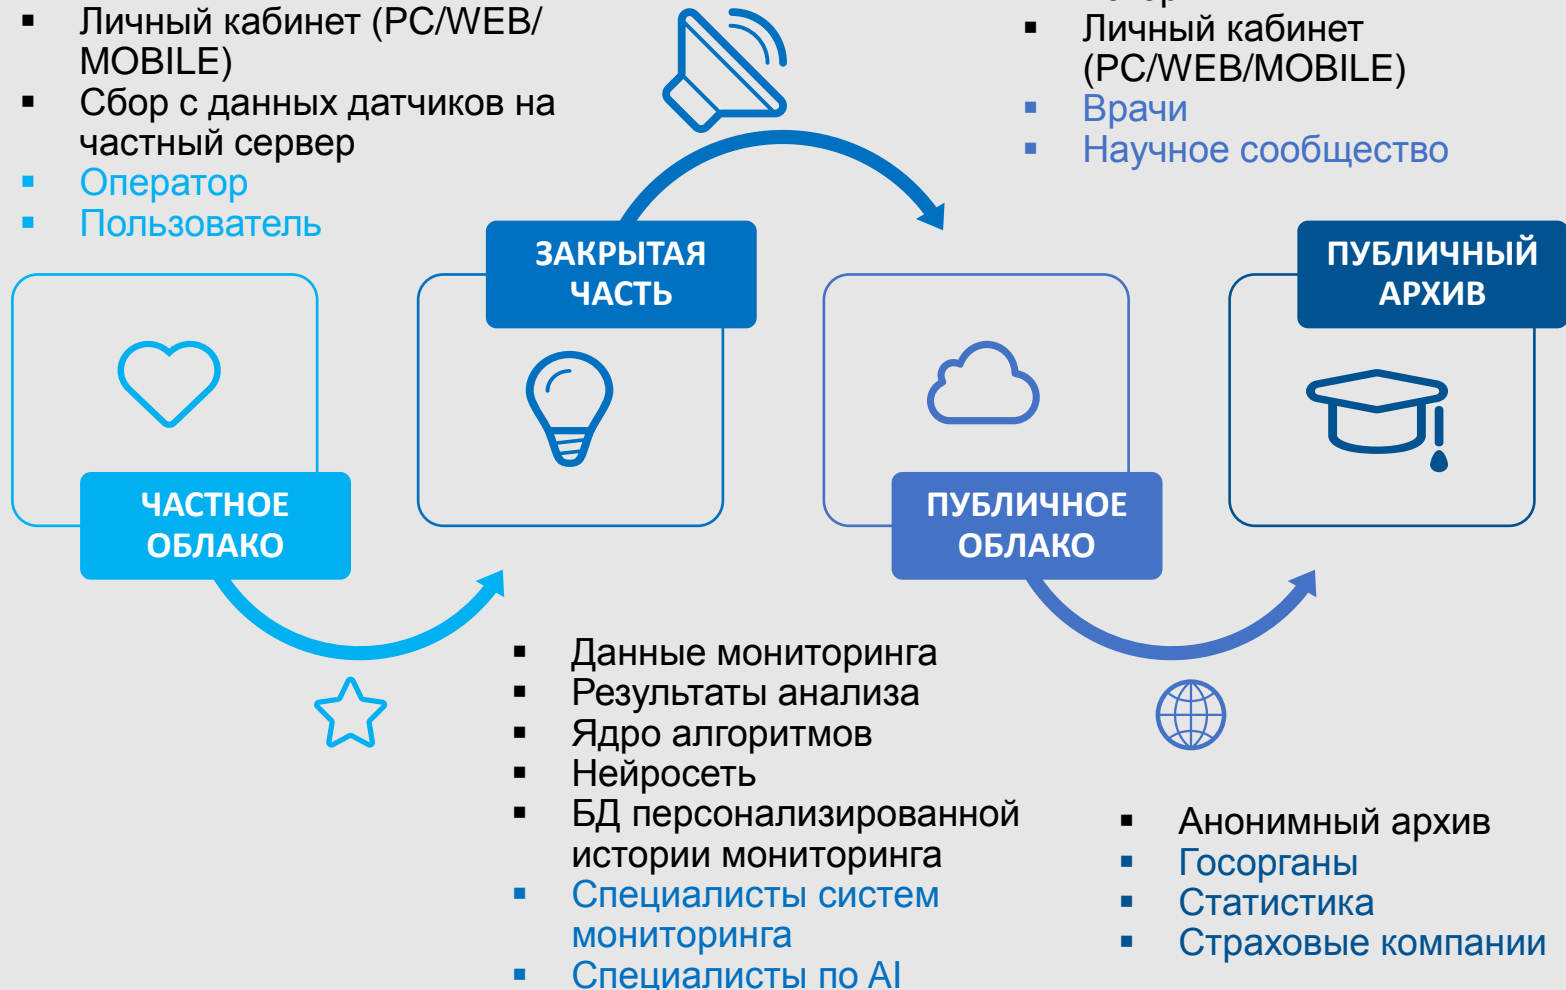 Личный кабинет (PC/WEB/
MOBILE)
Сбор с данных датчиков на
частный сервер
Оператор
Пользователь
Личный кабинет
(PC/WEB/MOBILE)
Врачи
Научное сообщество
ЗАКРЫТАЯ
ЧАСТЬ
ПУБЛИЧНЫЙ
АРХИВ
ЧАСТНОЕ
ОБЛАКО
ПУБЛИЧНОЕ
ОБЛАКО
Данные мониторинга
Результаты анализа
Ядро алгоритмов
Нейросеть
БД персонализированной
истории мониторинга
Специалисты систем
мониторинга
Специалисты по AI
Анонимный архив
Госорганы
Статистика
Страховые компании